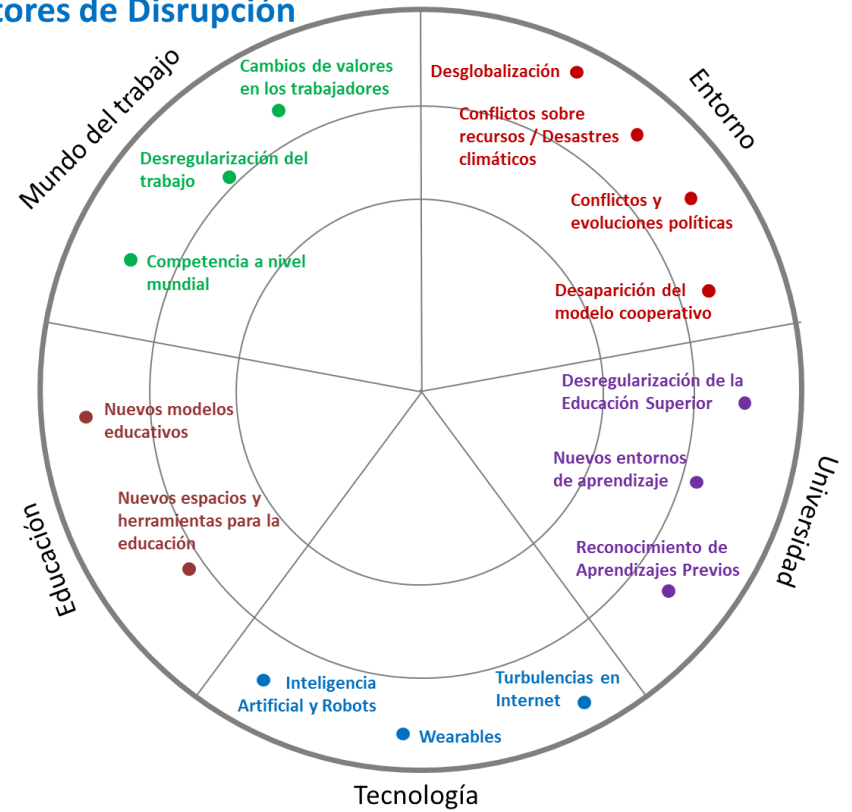 tores de Disrupción
Mundo del trabajo
Cambios de valores
en los trabajadores
Desregularización del
trabajo
Competencia a nivel
mundial
Entorno
Desglobalización
Conflictos sobre
recursos / Desastres
climáticos
Conflictos y
evoluciones políticas
Desaparición del
modelo cooperativo
Universidad
Desregularización de la
Educación Superior
Nuevos entornos
de aprendizaje
Reconocimiento de
Aprendizajes Previos
Tecnología
Turbulencias en
Internet
Wearables
Inteligencia
Artificial y Robots
Educación
Nuevos modelos
educativos
Nuevos espacios y
herramientas para la
educación